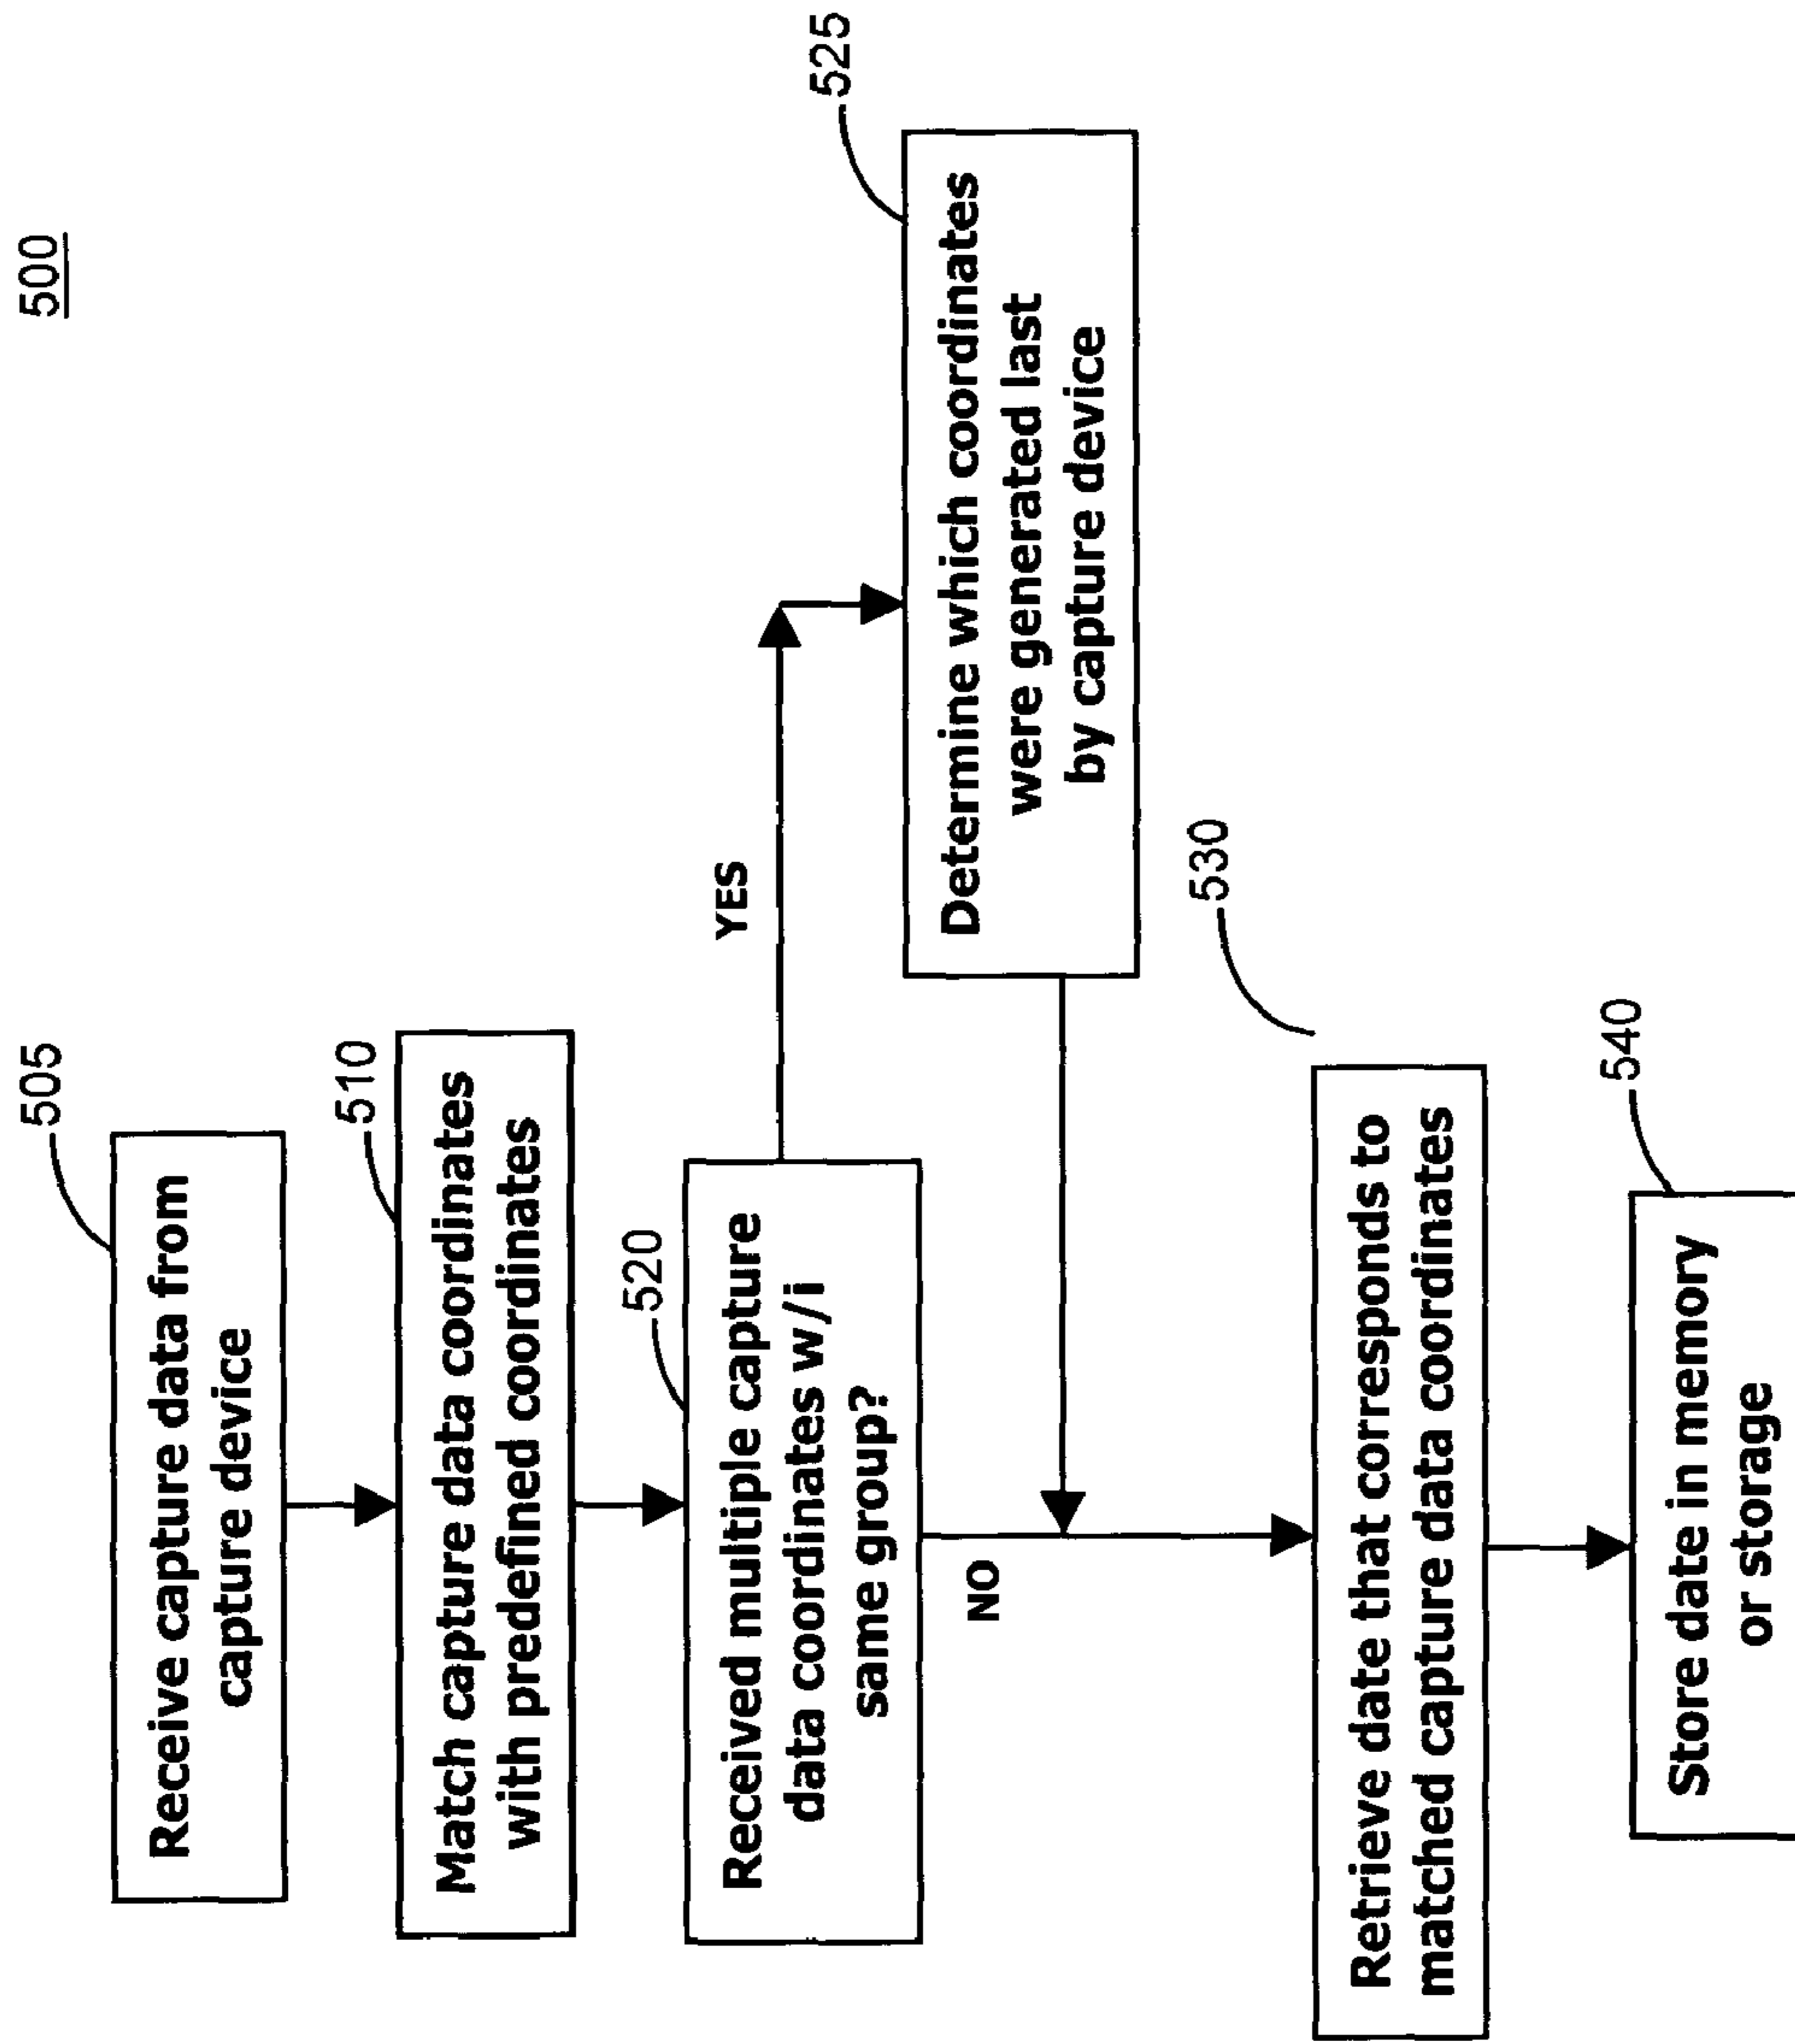 500
505
Receive capture data from
capture device
510
Match capture data coordinates
with predefined coordinates
520
Received multiple capture
data coordinates w/i
same group?
YES
525
Determine which coordinates
were generated last
by capture device
NO
530
Retrieve date that corresponds to
matched capture data coordinates
540
Store date in memory
or storage